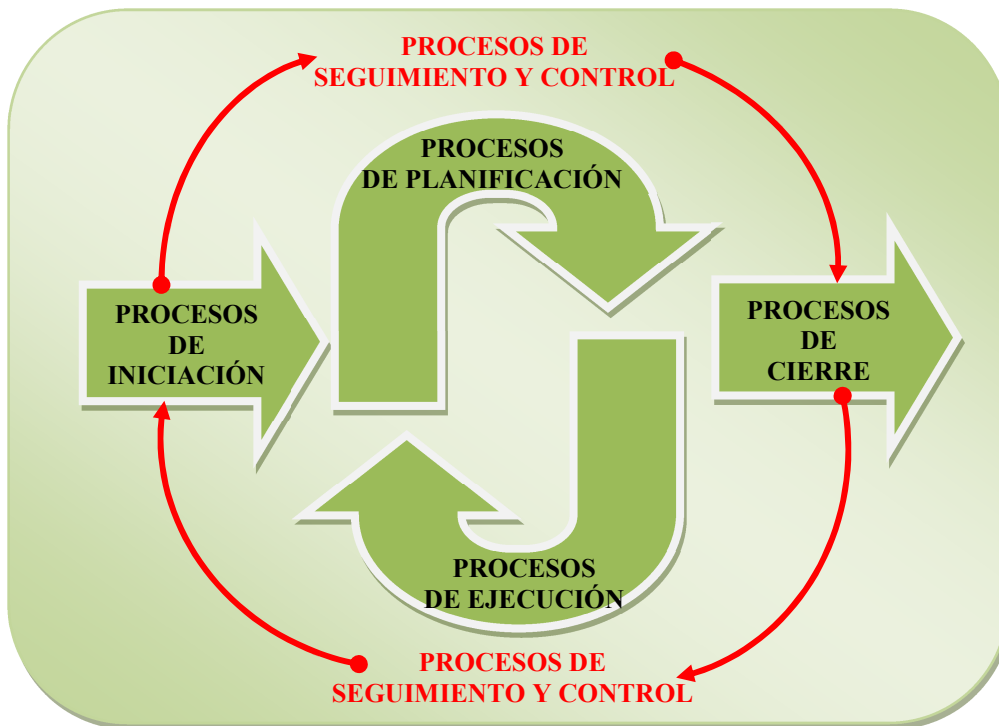 PROCESOS DE
SEGUIMIENTO Y CONTROL
PROCESOS
DE PLANIFICACIÓN
PROCESOS
DE
INICIACIÓN
PROCESOS
DE
CIERRE
PROCESOS
DE EJECUCIÓN
PROCESOS DE
SEGUIMIENTO Y CONTROL